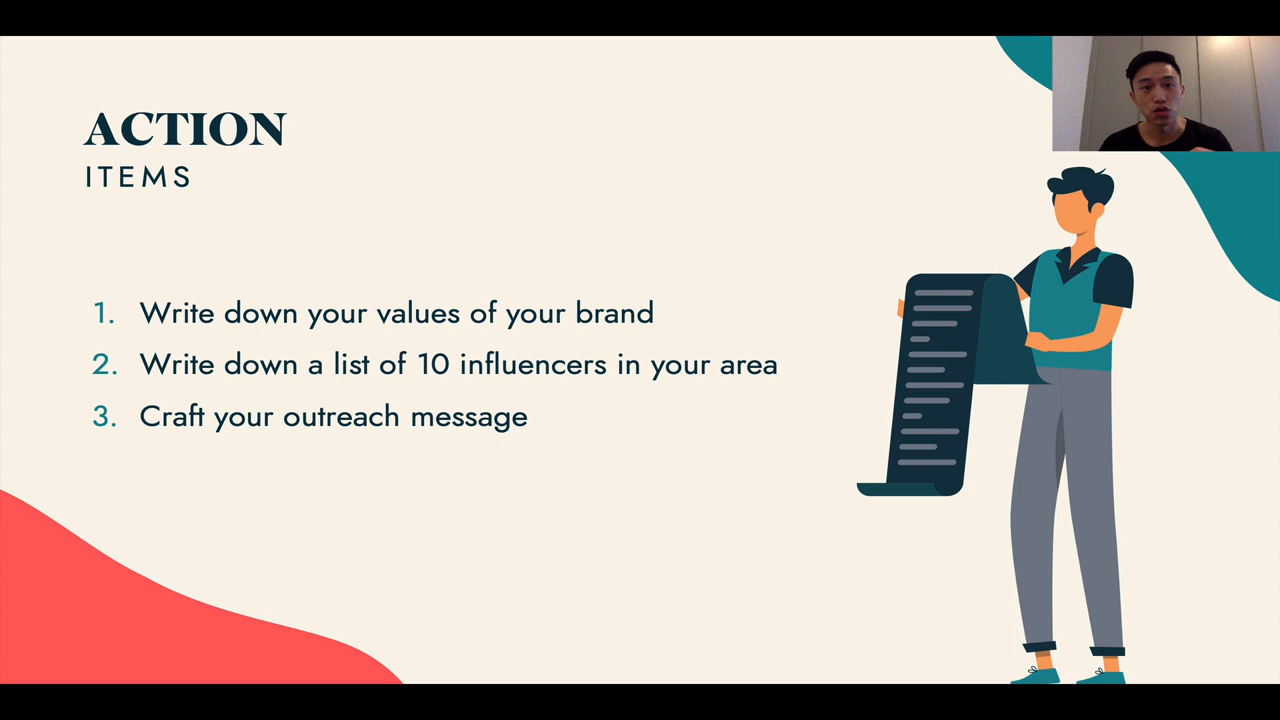 ACTION
ITEMS
1. Write down your values of your brand
2. Write down a list of 10 influencers in your area
3. Craft your outreach message